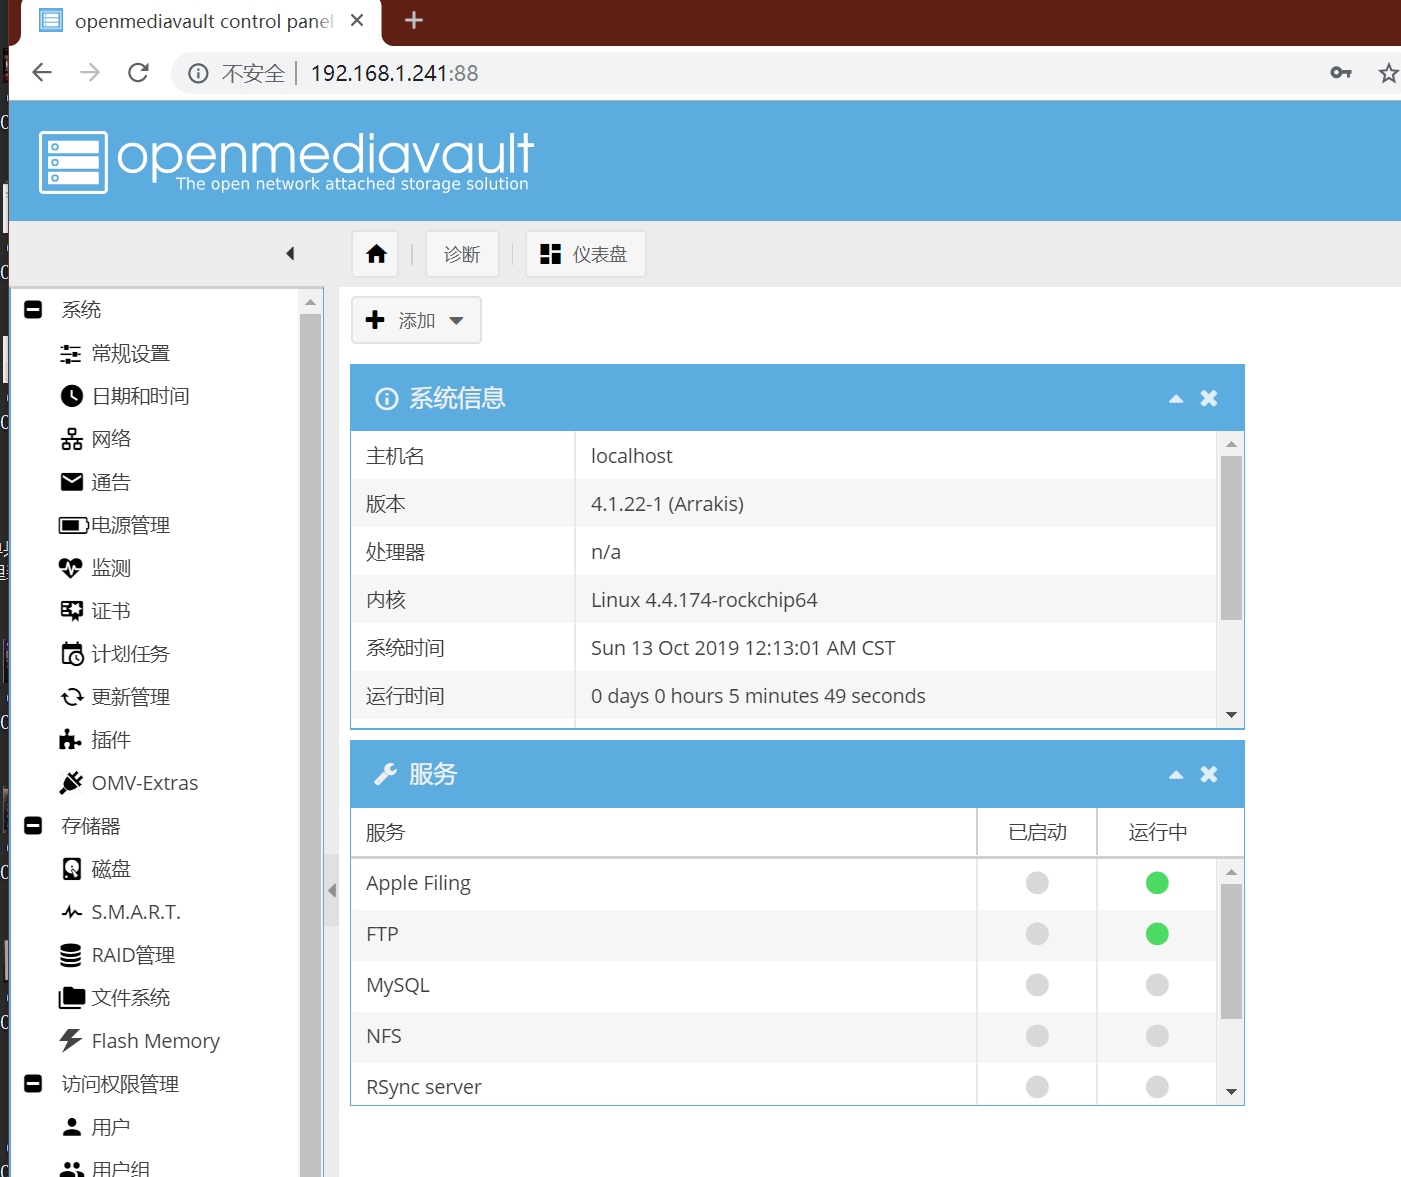 openmediavault control panel
不安全 192.168.1.241:88
openmediavault
The open network attached storage solution
诊断 仪表盘
系统
常规设置
日期和时间
网络
通告
电源管理
监测
证书
计划任务
更新管理
插件
OMV-Extras
存储器
磁盘
S.M.A.R.T.
RAID管理
文件系统
Flash Memory
访问权限管理
用户
用户组
添加
系统信息
主机名 localhost
版本 4.1.22-1 (Arrakis)
处理器 n/a
内核 Linux 4.4.174-rockchip64
系统时间 Sun 13 Oct 2019 12:13:01 AM CST
运行时间 0 days 0 hours 5 minutes 49 seconds
服务
服务 已启动 运行中
Apple Filing
FTP
MySQL
NFS
RSync server